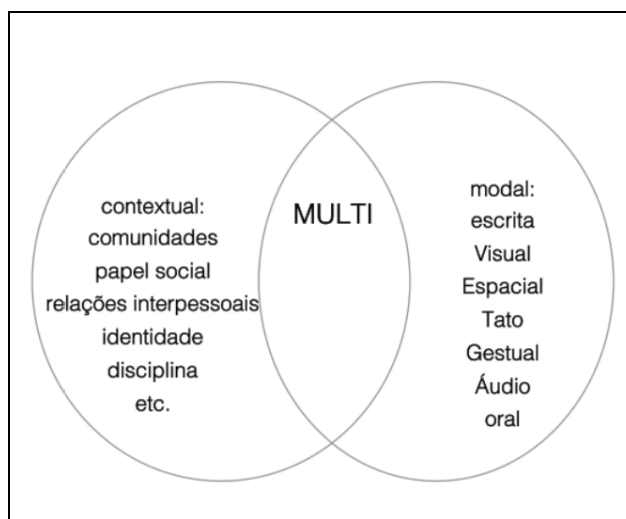 contextual:
comunidades
papel social
relações interpessoais
identidade
disciplina
etc.
MULTI
modal:
escrita
Visual
Espacial
Tato
Gestual
Áudio
oral